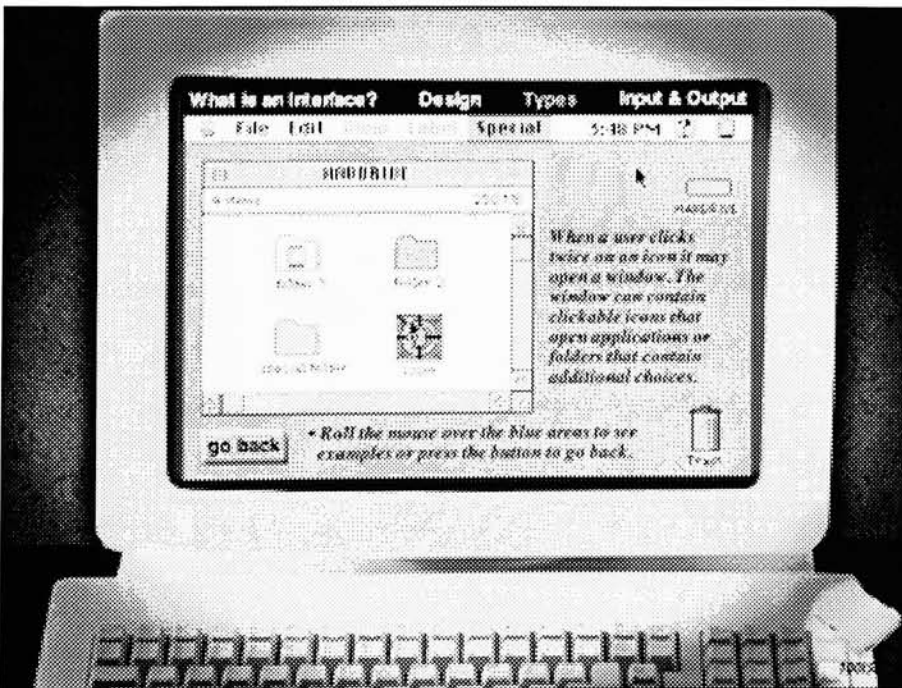 What is an Interface? Design Types Input & Output
File Edit Special 5:48 PM ?
HARDDRIVE
When a user clicks
twice on an icon it may
open a window. The
window can contain
clickable icons that
open applications or
folders that contain
additional choices.
• Roll the mouse over the blue areas to see
go back
examples or press the button to go back.
Trash